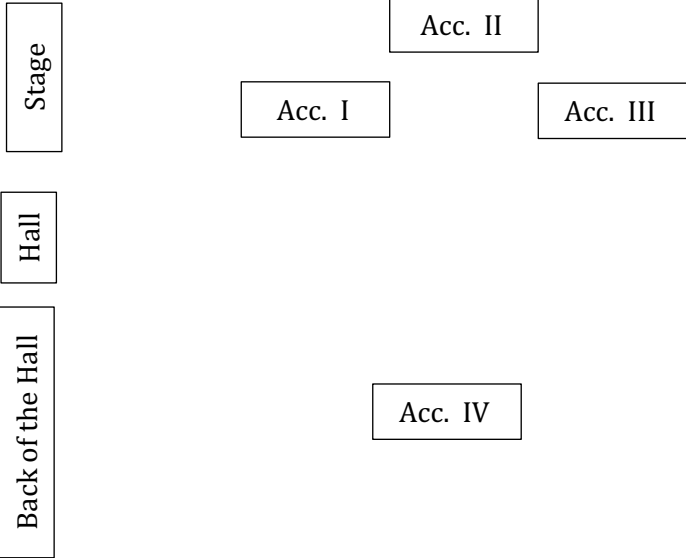 Stage
Acc. II
Acc. I
Acc. III
Hall
Back of the Hall
Acc. IV